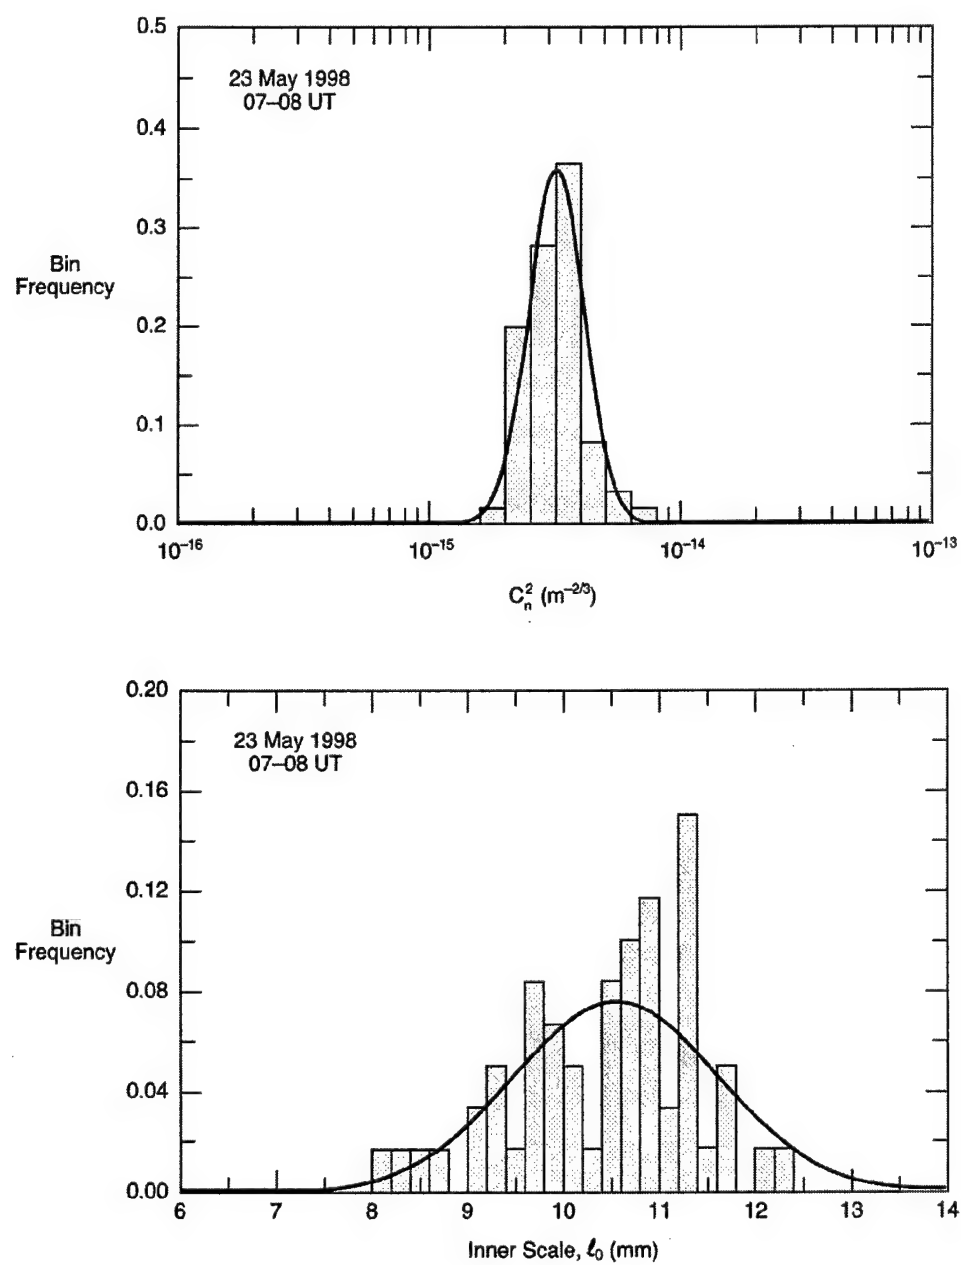 0.5
23 May 1998
07–08 UT
0.4
0.3
Bin
Frequency
0.2
0.1
0.0
10⁻¹⁶ 10⁻¹⁵ 10⁻¹⁴ 10⁻¹³
Cₙ² (m⁻²ᐟ³)
0.20
23 May 1998
07–08 UT
0.16
0.12
Bin
Frequency
0.08
0.04
0.00
6 7 8 9 10 11 12 13 14
Inner Scale, ℓ₀ (mm)